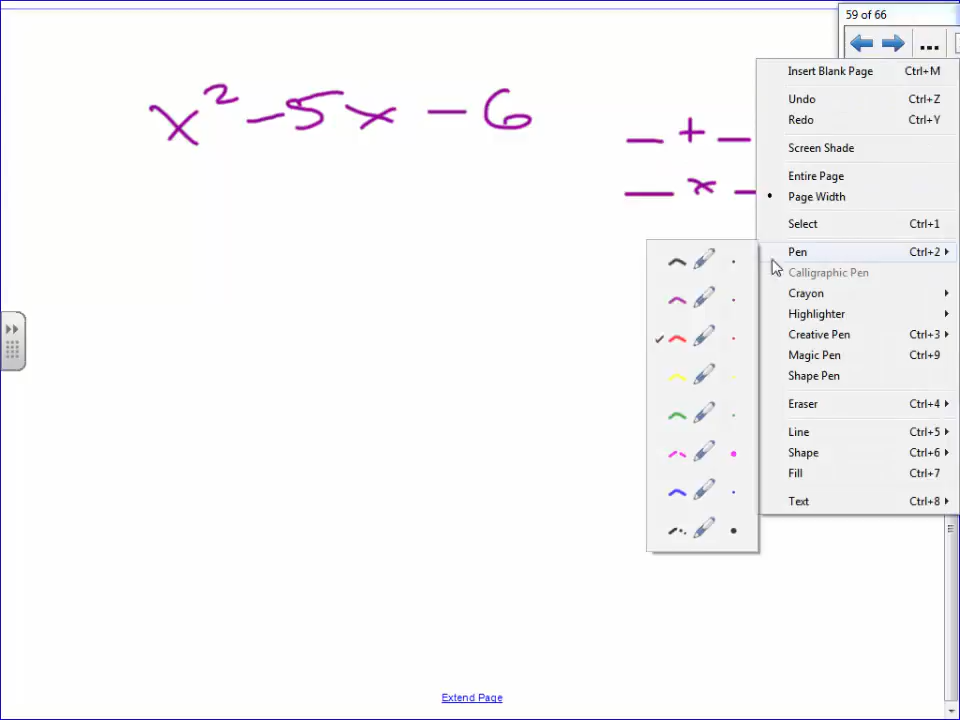 59 of 66
...
x² - 5x - 6
_ + _
_ × _
Insert Blank Page Ctrl+M
Undo Ctrl+Z
Redo Ctrl+Y
Screen Shade
Entire Page
Page Width
Select Ctrl+1
Pen Ctrl+2
Calligraphic Pen
Crayon
Highlighter
Creative Pen Ctrl+3
Magic Pen Ctrl+9
Shape Pen
Eraser Ctrl+4
Line Ctrl+5
Shape Ctrl+6
Fill Ctrl+7
Text Ctrl+8
Extend Page